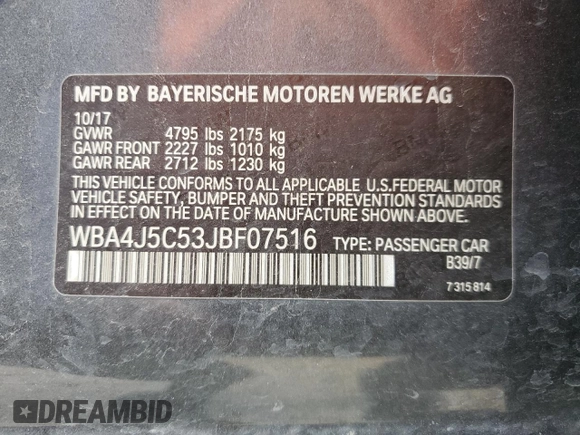 MFD BY BAYERISCHE MOTOREN WERKE AG
10/17
GVWR 4795 lbs 2175 kg
GAWR FRONT 2227 lbs 1010 kg
GAWR REAR 2712 lbs 1230 kg
THIS VEHICLE CONFORMS TO ALL APPLICABLE U.S.FEDERAL MOTOR
VEHICLE SAFETY, BUMPER AND THEFT PREVENTION STANDARDS
IN EFFECT ON THE DATE OF MANUFACTURE SHOWN ABOVE.
WBA4J5C53JBF07516 TYPE: PASSENGER CAR
B39/7
7 315 814
DREAMBID